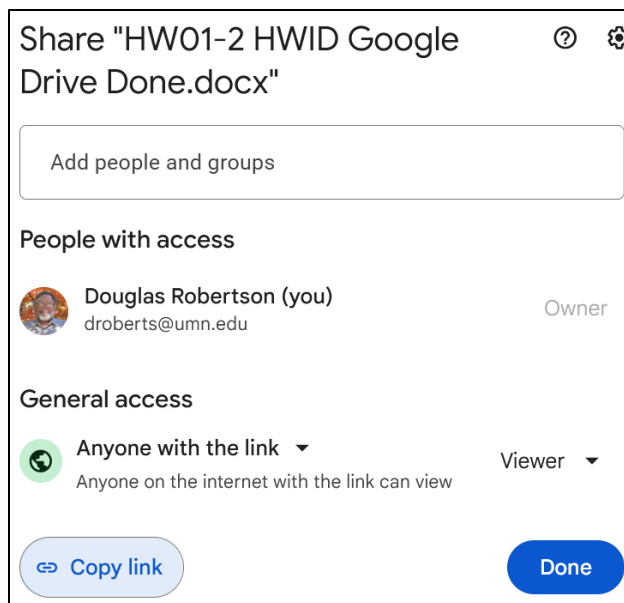 Share "HW01-2 HWID Google
Drive Done.docx"
Add people and groups
People with access
Douglas Robertson (you)
droberts@umn.edu
Owner
General access
Anyone with the link
Anyone on the internet with the link can view
Viewer
Copy link
Done